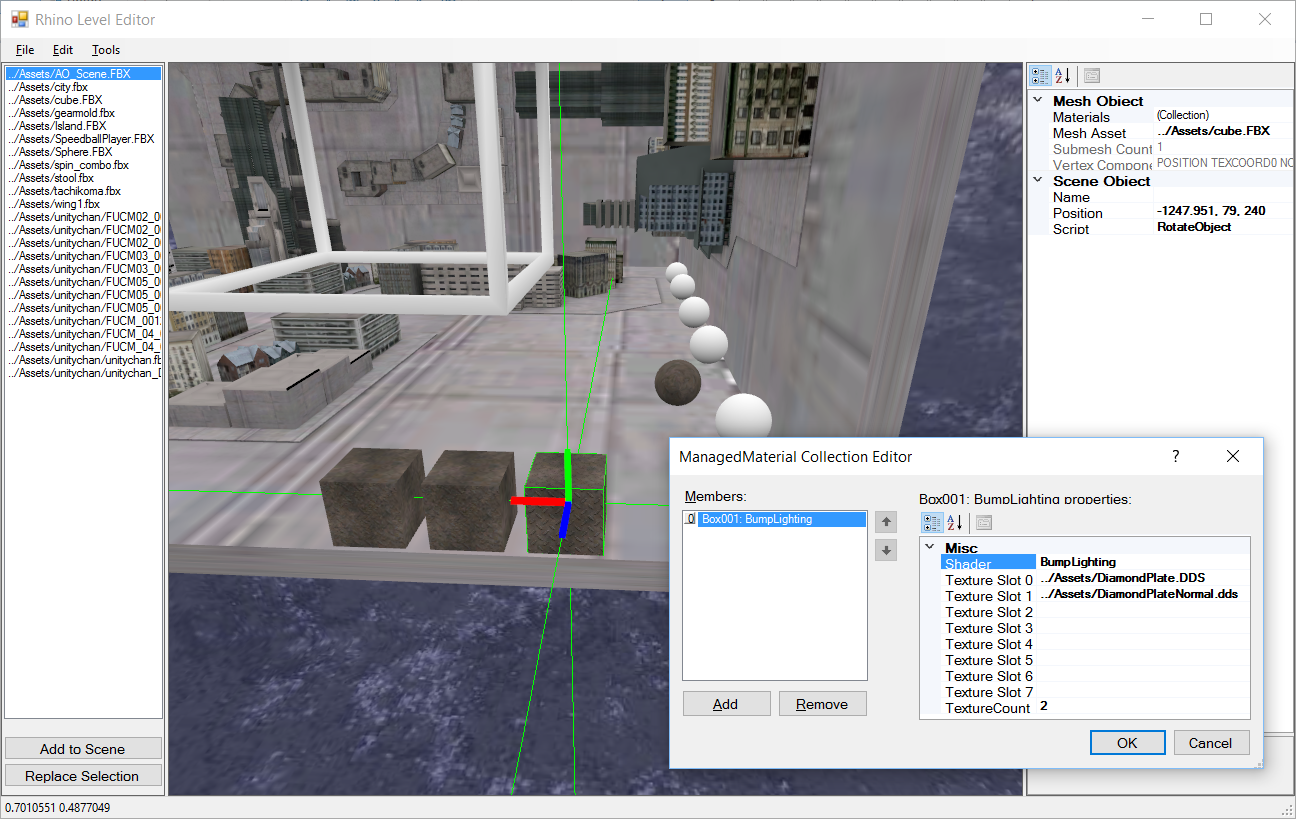 Rhino Level Editor
File Edit Tools
../Assets/AO_Scene.FBX
../Assets/city.fbx
../Assets/cube.FBX
../Assets/gearmold.fbx
../Assets/Island.FBX
../Assets/SpeedballPlayer.FBX
../Assets/Sphere.FBX
../Assets/spin_combo.fbx
../Assets/stool.fbx
../Assets/tachikoma.fbx
../Assets/wing1.fbx
../Assets/unitychan/FUCM02_0
../Assets/unitychan/FUCM02_0
../Assets/unitychan/FUCM02_0
../Assets/unitychan/FUCM03_0
../Assets/unitychan/FUCM03_0
../Assets/unitychan/FUCM05_0
../Assets/unitychan/FUCM05_0
../Assets/unitychan/FUCM05_0
../Assets/unitychan/FUCM_001
../Assets/unitychan/FUCM_04_
../Assets/unitychan/FUCM_04_
../Assets/unitychan/unitychan.fb
../Assets/unitychan/unitychan_D
Add to Scene
Replace Selection
0.7010551 0.4877049
Mesh Object
Materials (Collection)
Mesh Asset ../Assets/cube.FBX
Submesh Count 1
Vertex Compone POSITION TEXCOORD0 NO
Scene Object
Name
Position -1247.951, 79, 240
Script RotateObject
ManagedMaterial Collection Editor
Members:
0 Box001: BumpLighting
Add
Remove
Box001: BumpLighting properties:
Misc
Shader BumpLighting
Texture Slot 0 ../Assets/DiamondPlate.DDS
Texture Slot 1 ../Assets/DiamondPlateNormal.dds
Texture Slot 2
Texture Slot 3
Texture Slot 4
Texture Slot 5
Texture Slot 6
Texture Slot 7
TextureCount 2
OK
Cancel